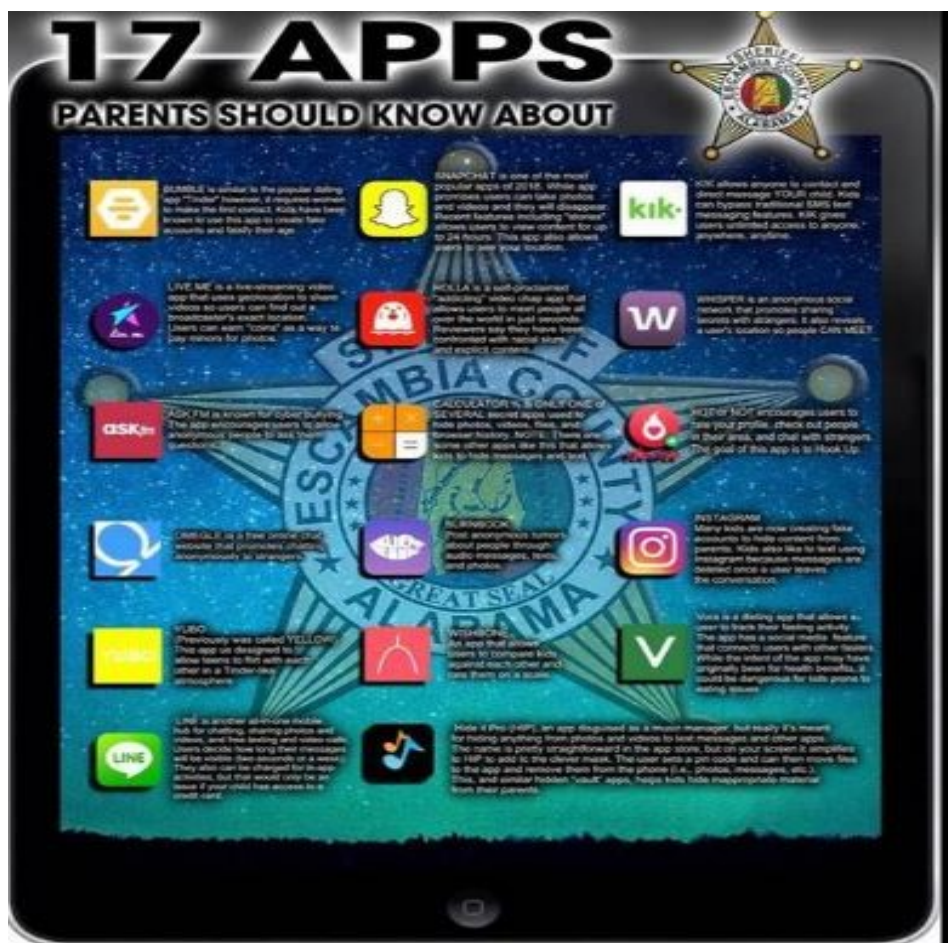 17 APPS
PARENTS SHOULD KNOW ABOUT
SHERIFF
ESCAMBIA COUNTY
ALABAMA
BUMBLE is similar to the popular dating
app "Tinder" however, it requires women
to make the first contact. Kids have been
known to use this app to create fake
accounts and falsify their age.
SNAPCHAT is one of the most
popular apps of 2018. While app
promises users can take photos
and videos and they will disappear
Recent features including "stories"
allows users to view content for up
to 24 hours. This app also allows
users to see your location.
kik
KIK allows anyone to contact and
direct message YOUR child. Kids
can bypass traditional SMS text
messaging features. KIK gives
users unlimited access to anyone,
anywhere, anytime.
Live.me
LIVE.ME is a live-streaming video
app that uses geolocation to share
videos so users can find out a
broadcaster's exact location.
Users can earn "coins" as a way to
pay minors for photos.
HOLLA is a self-proclaimed
"addicting" video chap app that
allows users to meet people all
over the world in just seconds.
Reviewers say they have been
confronted with racial slurs
and explicit content.
W
WHISPER is an anonymous social
network that promotes sharing
secrets with strangers. It also reveals
a user's location so people CAN MEET
ASKfm
ASK.FM is known for cyber bullying.
The app encourages users to allow
anonymous people to ask them
questions.
CALCULATOR % is ONLY ONE of
SEVERAL secret apps used to
hide photos, videos, files, and
browser history. NOTE: There are
some other apps like this that allow
kids to hide messages and text.
HOT or NOT encourages users to
rate your profile, check out people
in their area, and chat with strangers.
The goal of this app is to Hook Up.
OMEGLE is a free online chat
website that promotes chatting
anonymously to strangers.
BURN BOOK
BURNBOOK
Post anonymous rumors
about people through
audio messages, texts,
and photos.
INSTAGRAM
Many kids are now creating fake
accounts to hide content from
parents. Kids also like to text using
Instagram because messages are
deleted once a user leaves
the conversation.
YUBO
(Previously was called YELLOW)
This app us designed to
allow teens to flirt with each
other in a Tinder-like
atmosphere.
WISHBONE
An app that allows
users to compare kids
against each other and
rate them on a scale.
V
Vora is a dieting app that allows a
user to track their fasting activity.
The app has a social media feature
that connects users with other fasters
While the intent of the app may have
originally been for health benefits, it
could be dangerous for kids prone to
eating issues.
LINE
LINE is another all-in-one mobile
hub for chatting, sharing photos and
videos, and free texting and calls.
Users decide how long their messages
will be visible (two seconds or a week)
They also may be charged for in-app
activities, but that would only be an
issue if your child has access to a
credit card.
Hide it Pro (HIP), an app disguised as a music manager, but really it's meant
for hiding anything from photos and videos to text messages and other apps.
The name is pretty straightforward in the app store, but on your screen it simplifies
to HIP to add to the clever mask. The user sets a pin code and can then move files
to the app and remove them from the phone (i.e., photos, messages, etc.)
This, and similar hidden "vault" apps, helps kids hide inappropriate material
from their parents.
ESCAMBIA COUNTY
GREAT SEAL
ALABAMA